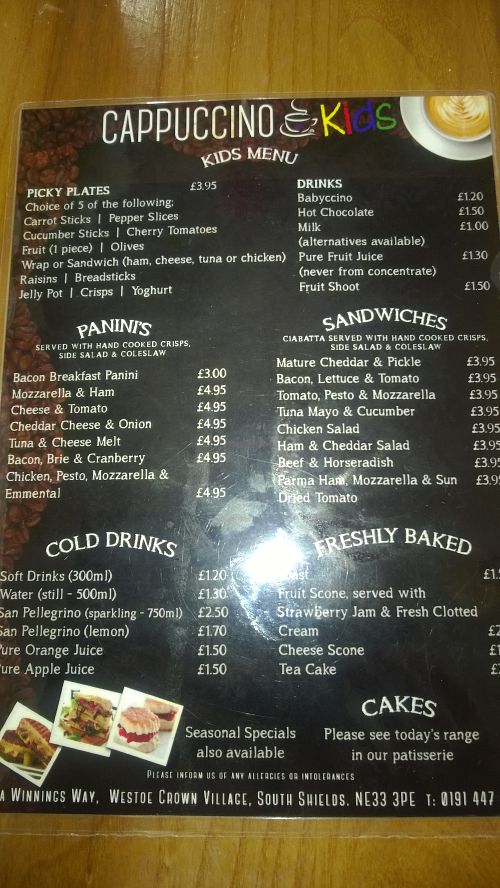 CAPPUCCINO Kids
KIDS MENU
PICKY PLATES £3.95
Choice of 5 of the following;
Carrot Sticks | Pepper Slices
Cucumber Sticks | Cherry Tomatoes
Fruit (1 piece) | Olives
Wrap or Sandwich (ham, cheese, tuna or chicken)
Raisins | Breadsticks
Jelly Pot | Crisps | Yoghurt
DRINKS
Babyccino £1.20
Hot Chocolate £1.50
Milk £1.00
(alternatives available)
Pure Fruit Juice £1.30
(never from concentrate)
Fruit Shoot £1.50
PANINI'S
SERVED WITH HAND COOKED CRISPS,
SIDE SALAD & COLESLAW
Bacon Breakfast Panini £3.00
Mozzarella & Ham £4.95
Cheese & Tomato £4.95
Cheddar Cheese & Onion £4.95
Tuna & Cheese Melt £4.95
Bacon, Brie & Cranberry £4.95
Chicken, Pesto, Mozzarella &
Emmental £4.95
SANDWICHES
CIABATTA SERVED WITH HAND COOKED CRISPS,
SIDE SALAD & COLESLAW
Mature Cheddar & Pickle £3.95
Bacon, Lettuce & Tomato £3.95
Tomato, Pesto & Mozzarella £3.95
Tuna Mayo & Cucumber £3.95
Chicken Salad £3.95
Ham & Cheddar Salad £3.95
Beef & Horseradish £3.95
Parma Ham, Mozzarella & Sun £3.9
Dried Tomato
COLD DRINKS
Soft Drinks (300ml) £1.20
Water (still - 500ml) £1.30
San Pellegrino (sparkling - 750ml) £2.50
San Pellegrino (lemon) £1.70
ure Orange Juice £1.50
ure Apple Juice £1.50
FRESHLY BAKED
Fruit Scone, served with
Strawberry Jam & Fresh Clotted
Cream £2
Cheese Scone £1
Tea Cake
Seasonal Specials
also available
CAKES
Please see today's range
in our patisserie
PLEASE INFORM US OF ANY ALLERGIES OR INTOLERANCES
A WINNINGS WAY, WESTOE CROWN VILLAGE, SOUTH SHIELDS. NE33 3PE T: 0191 447